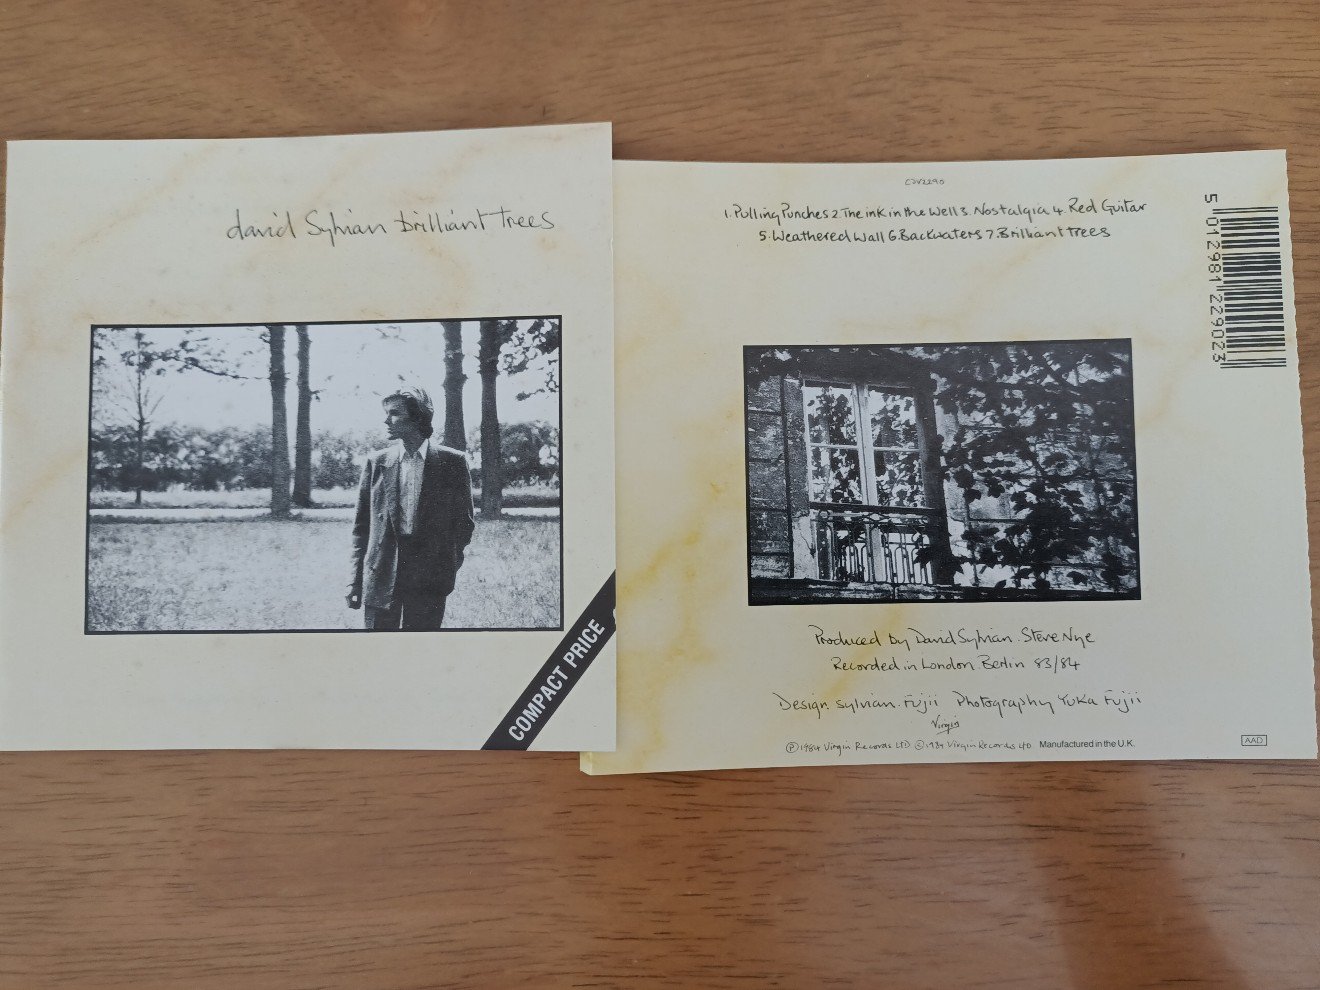 david Sylvian Brilliant Trees
COMPACT PRICE
CDV2290
1. Pulling Punches 2. The ink in the Well 3. Nostalgia 4. Red Guitar
5. Weathered Wall 6. Backwaters 7. Brilliant Trees
5 012981 229023
Produced by David Sylvian. Steve Nye
Recorded in London Berlin 83/84
Design. Sylvian. Fujii Photography Yuka Fujii
Virgin
℗ 1984 Virgin Records LTD © 1984 Virgin Records LTD. Manufactured in the U.K.
AAD